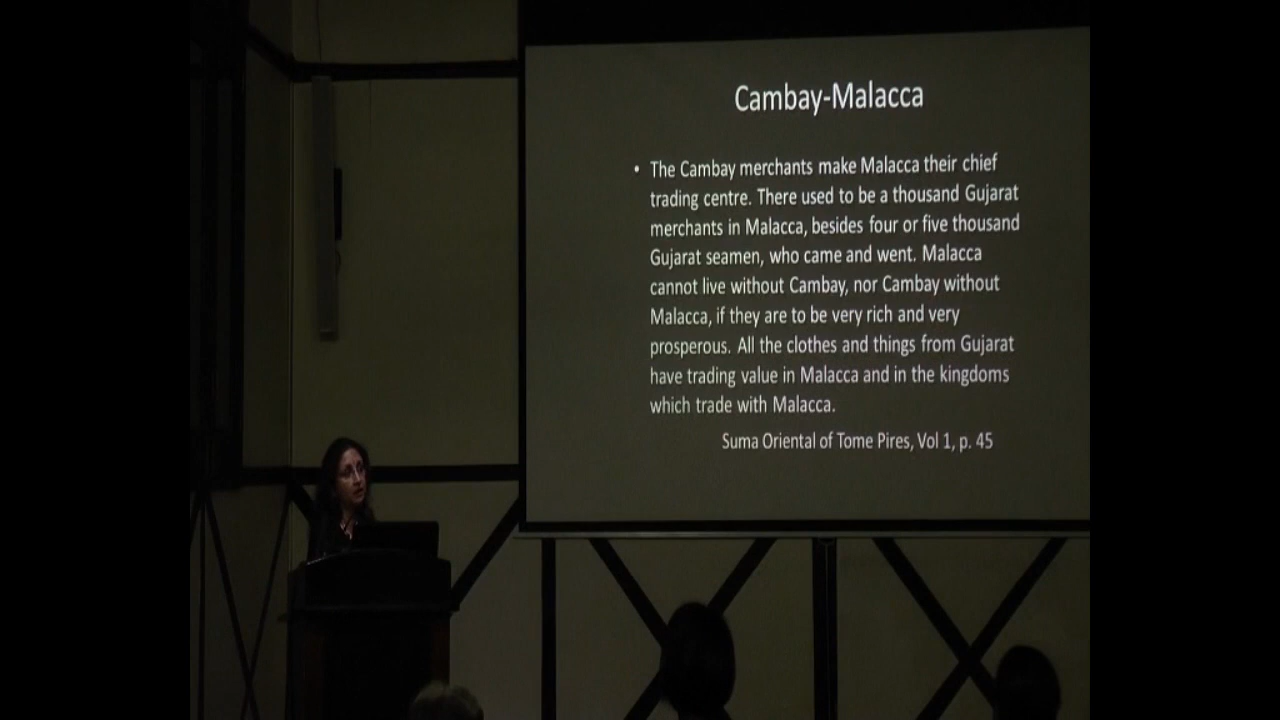 Cambay-Malacca
• The Cambay merchants make Malacca their chief
trading centre. There used to be a thousand Gujarat
merchants in Malacca, besides four or five thousand
Gujarat seamen, who came and went. Malacca
cannot live without Cambay, nor Cambay without
Malacca, if they are to be very rich and very
prosperous. All the clothes and things from Gujarat
have trading value in Malacca and in the kingdoms
which trade with Malacca.
Suma Oriental of Tome Pires, Vol 1, p. 45